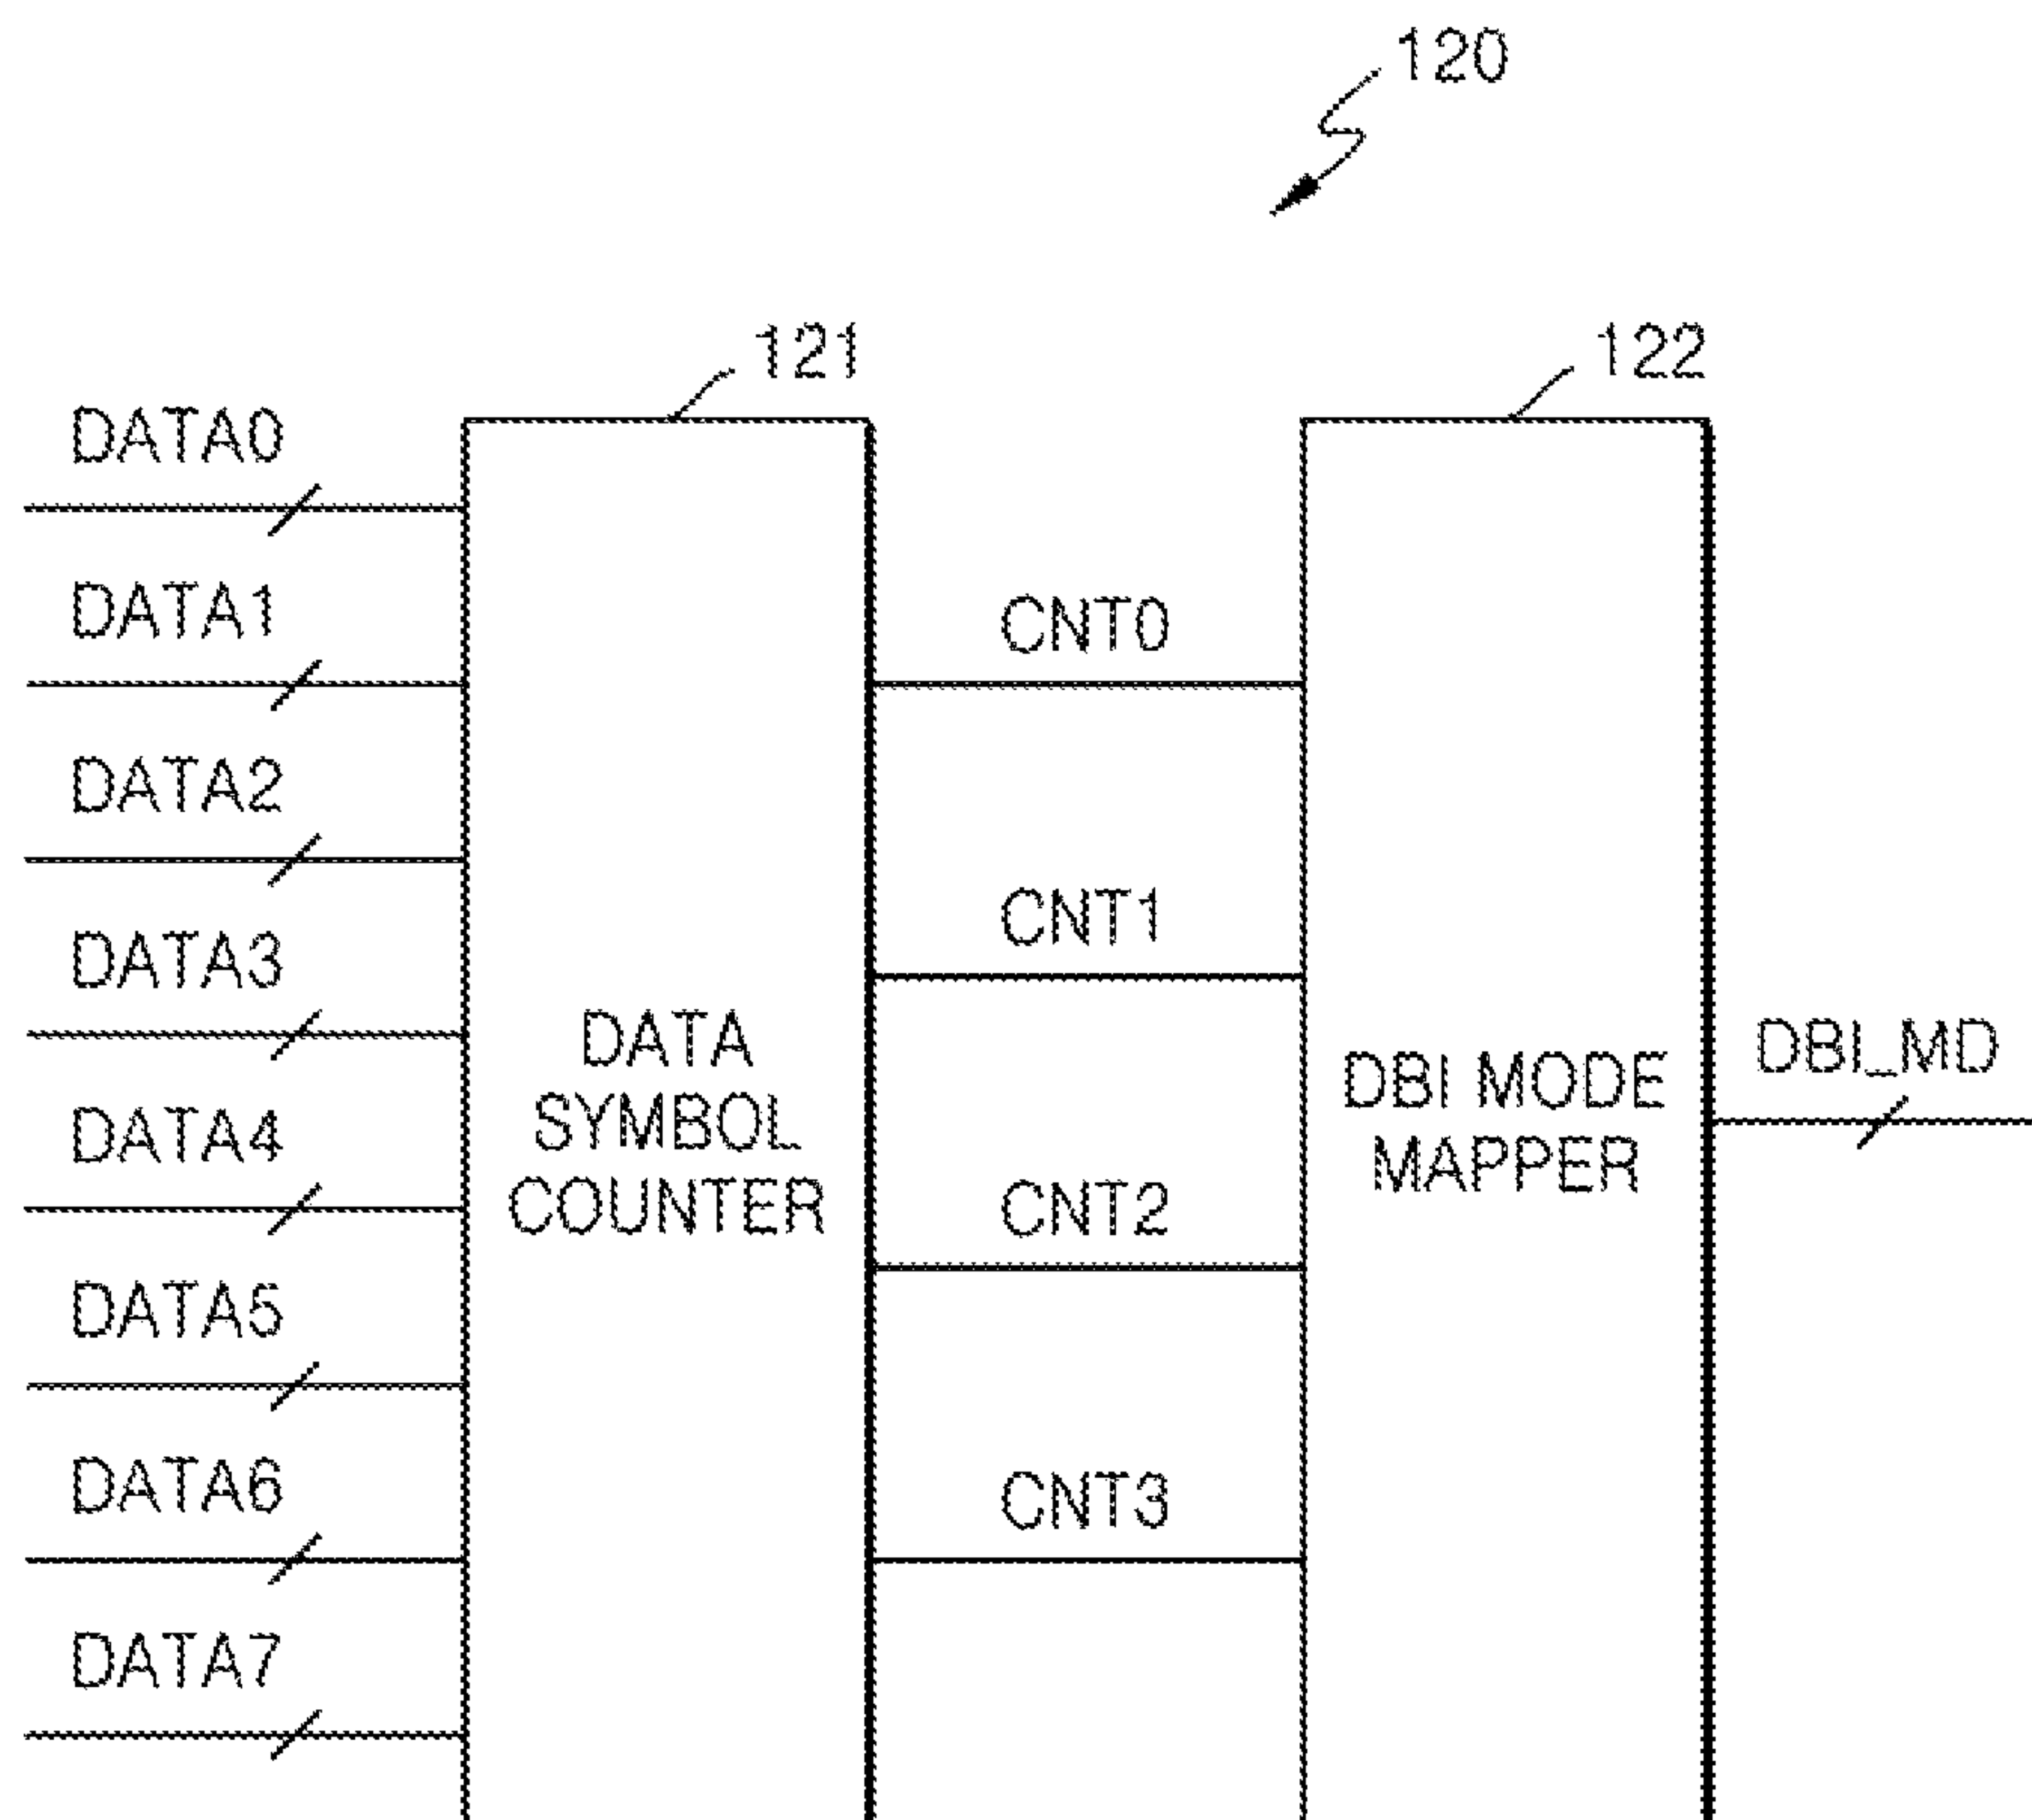 120
121
122
DATA0
DATA1
DATA2
DATA3
DATA4
DATA5
DATA6
DATA7
DATA
SYMBOL
COUNTER
CNT0
CNT1
CNT2
CNT3
DBI MODE
MAPPER
DBI_MD